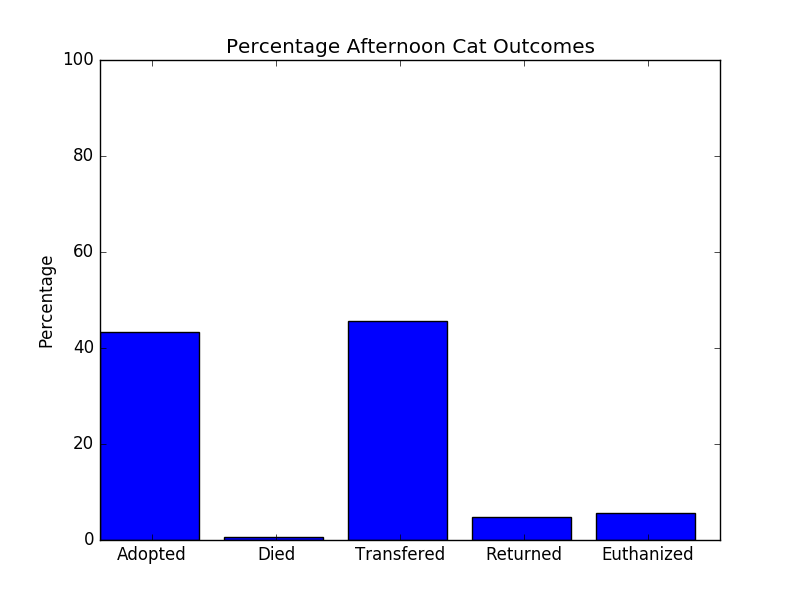 Percentage Afternoon Cat Outcomes
100
80
60
40
20
0
Percentage
Adopted Died Transfered Returned Euthanized